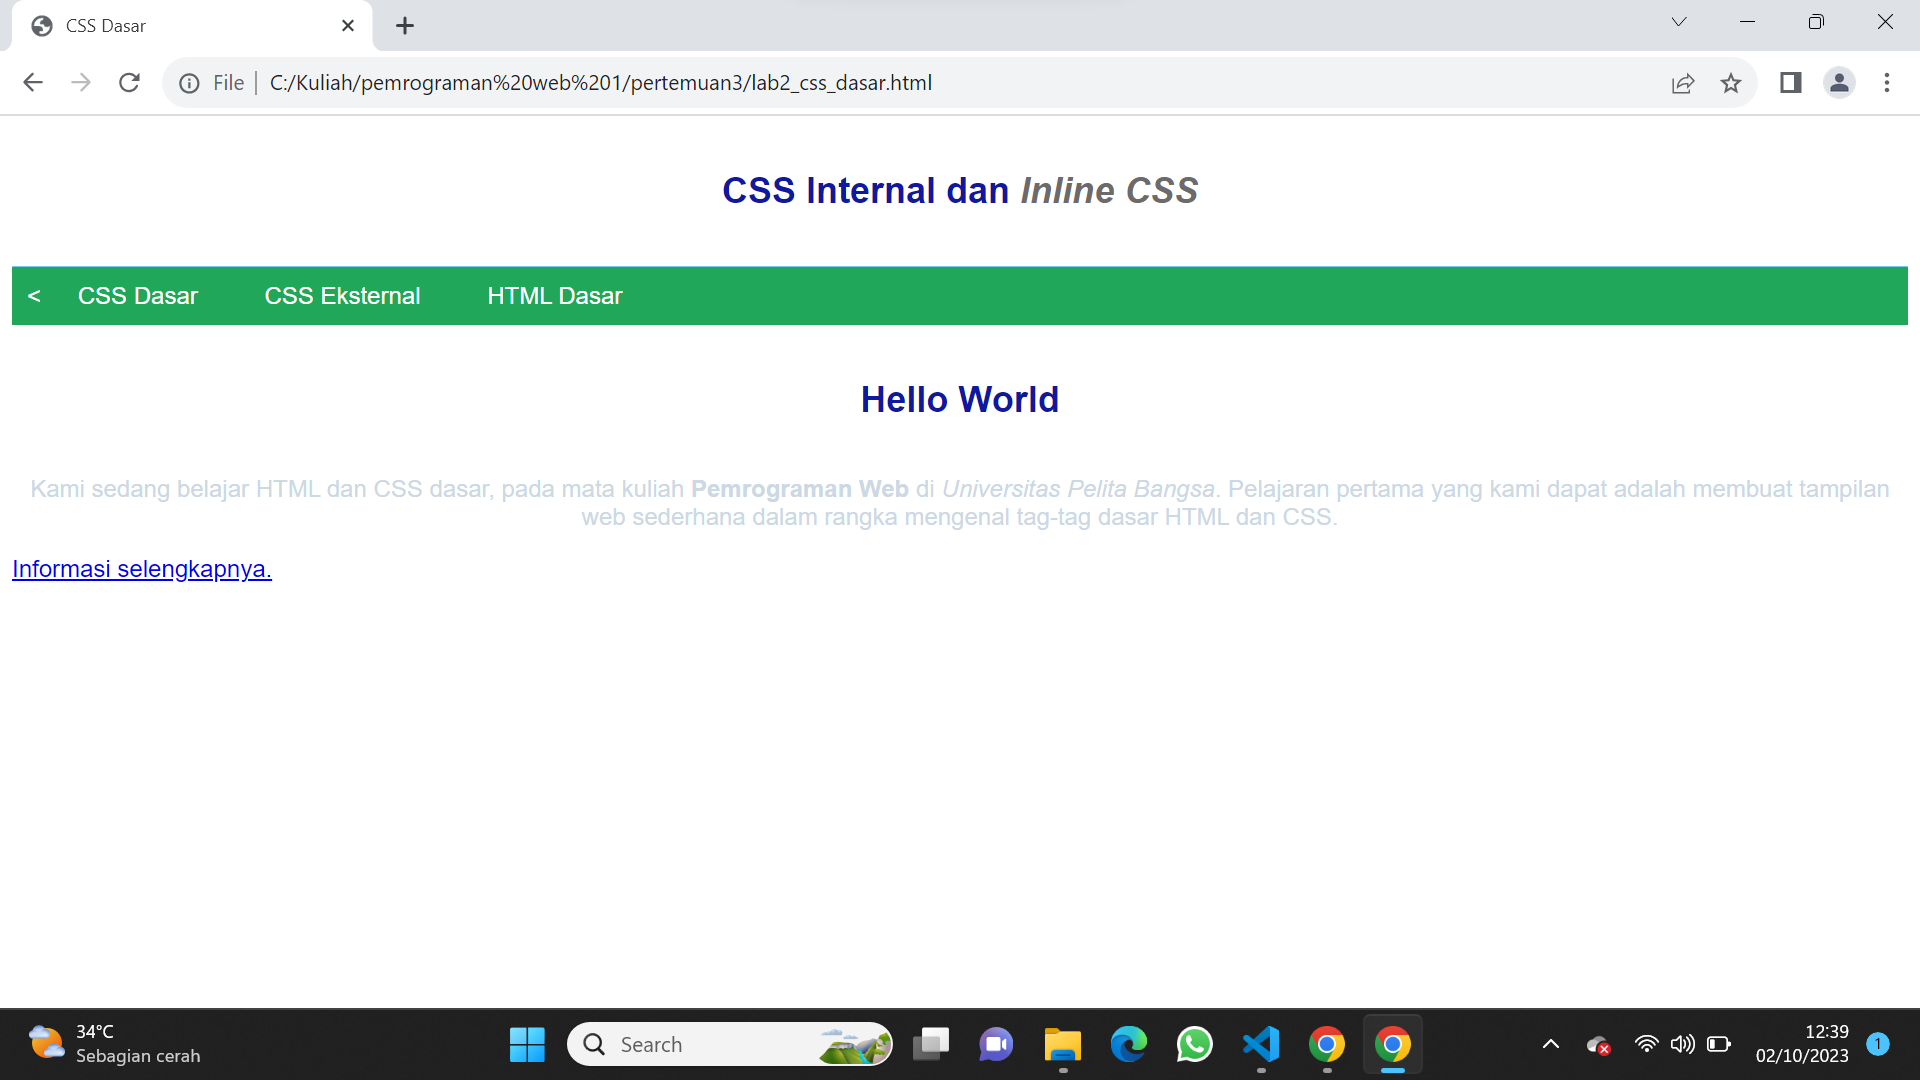 CSS Dasar
File | C:/Kuliah/pemrograman%20web%201/pertemuan3/lab2_css_dasar.html
CSS Internal dan Inline CSS
< CSS Dasar CSS Eksternal HTML Dasar
Hello World
Kami sedang belajar HTML dan CSS dasar, pada mata kuliah Pemrograman Web di Universitas Pelita Bangsa. Pelajaran pertama yang kami dapat adalah membuat tampilan
web sederhana dalam rangka mengenal tag-tag dasar HTML dan CSS.
Informasi selengkapnya.
34°C
Sebagian cerah
Search
12:39
02/10/2023
1